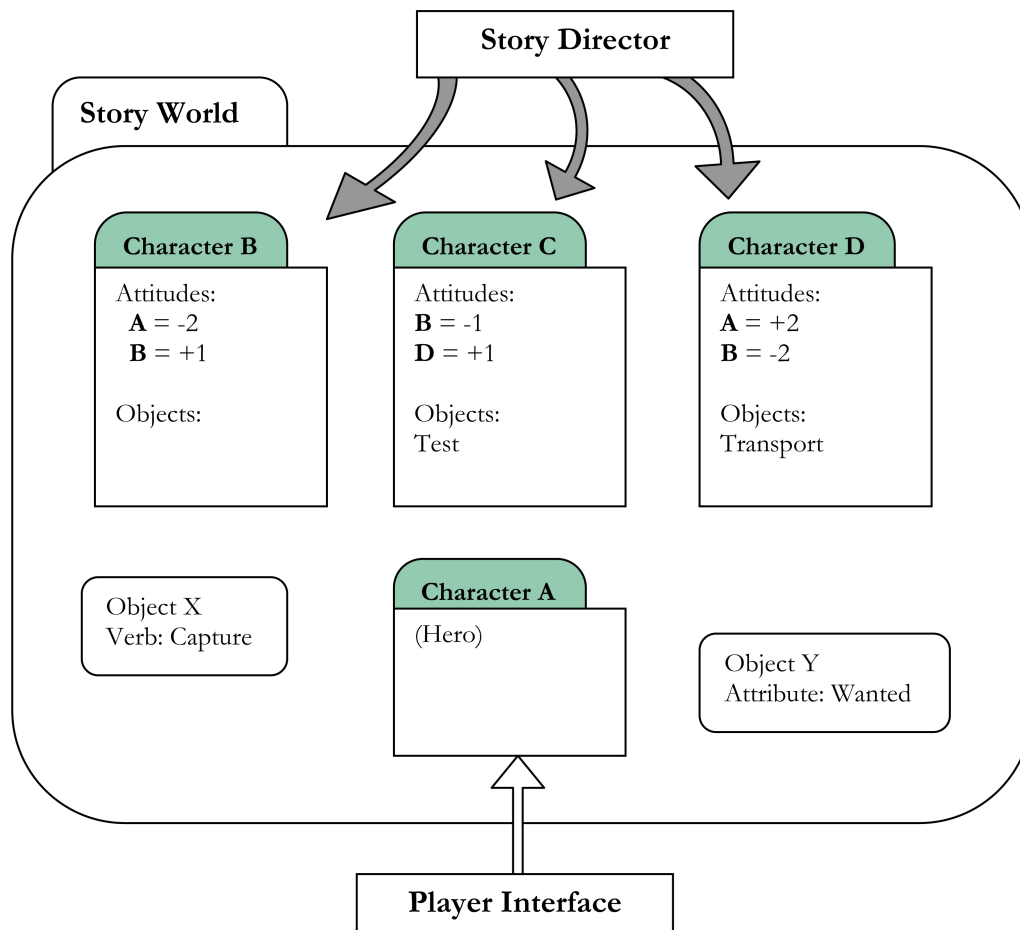 Story Director
Story World
Character B
Attitudes:
A = -2
B = +1
Objects:
Character C
Attitudes:
B = -1
D = +1
Objects:
Test
Character D
Attitudes:
A = +2
B = -2
Objects:
Transport
Object X
Verb: Capture
Character A
(Hero)
Object Y
Attribute: Wanted
Player Interface